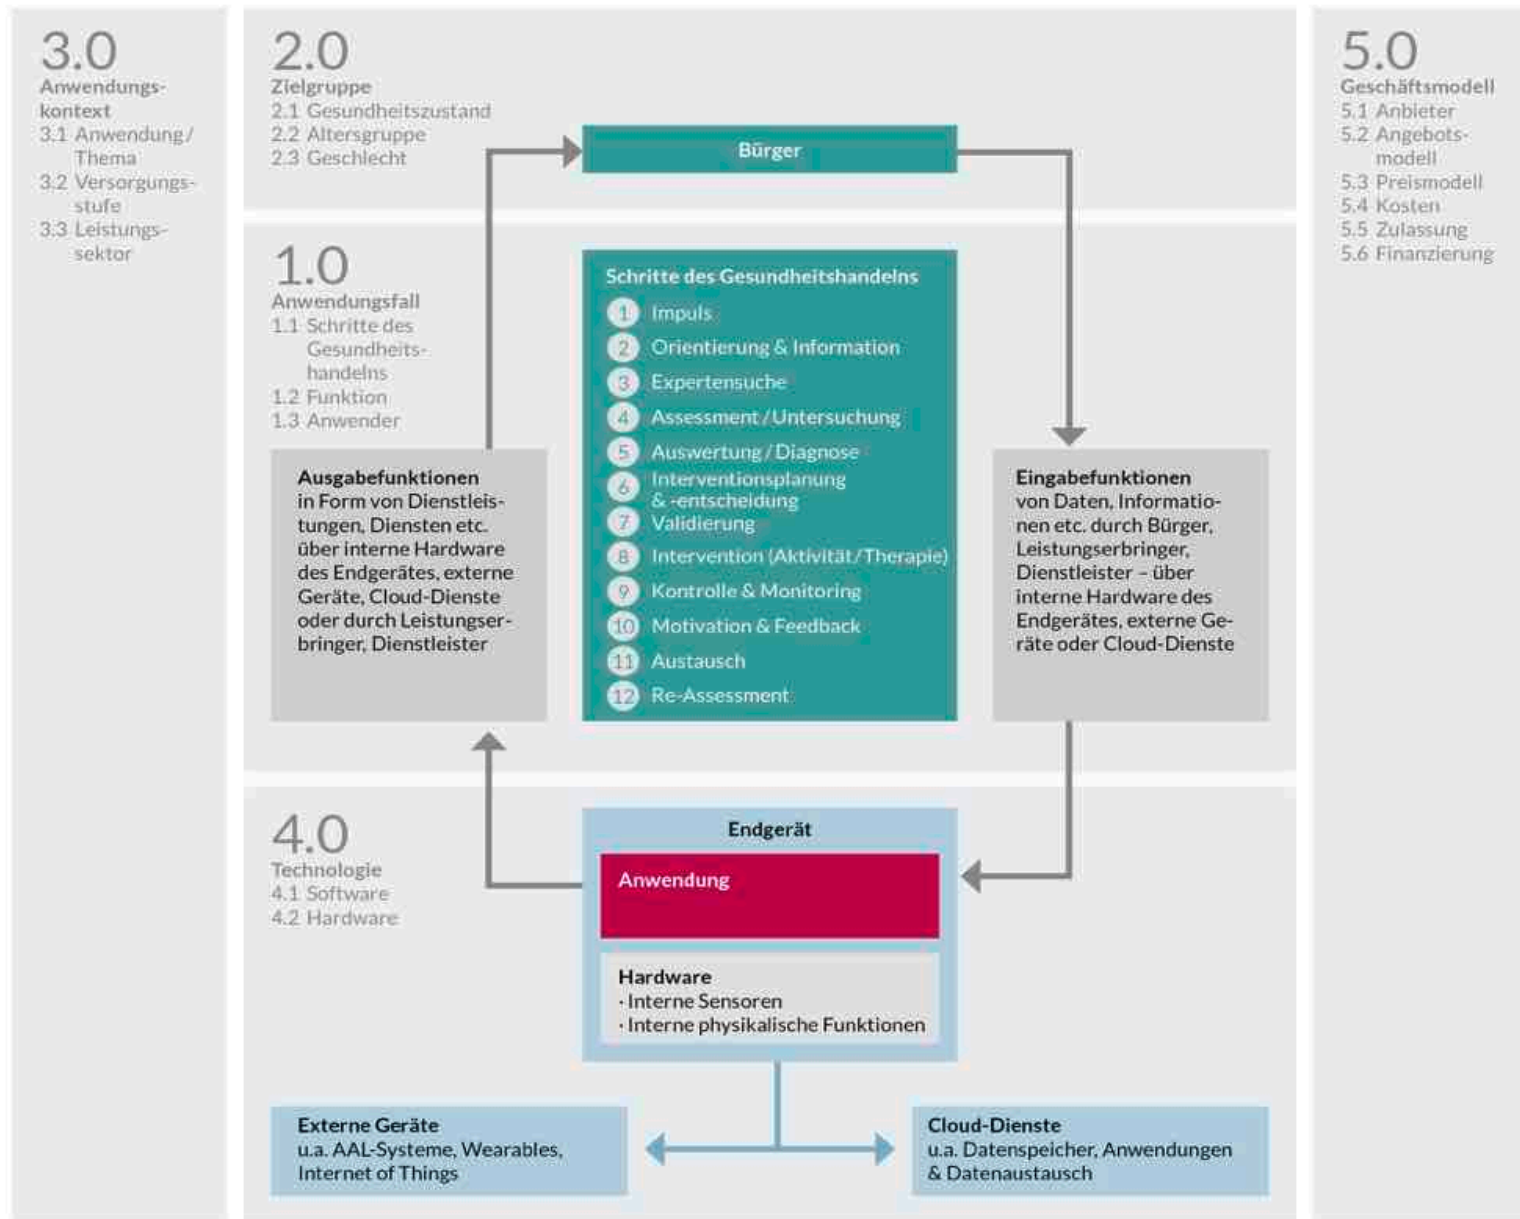 3.0
Anwendungs-
kontext
3.1 Anwendung/
Thema
3.2 Versorgungs-
stufe
3.3 Leistungs-
sektor
2.0
Zielgruppe
2.1 Gesundheitszustand
2.2 Altersgruppe
2.3 Geschlecht
Bürger
5.0
Geschäftsmodell
5.1 Anbieter
5.2 Angebots-
modell
5.3 Preismodell
5.4 Kosten
5.5 Zulassung
5.6 Finanzierung
1.0
Anwendungsfall
1.1 Schritte des
Gesundheits-
handelns
1.2 Funktion
1.3 Anwender
Ausgabefunktionen
in Form von Dienstleis-
tungen, Diensten etc.
über interne Hardware
des Endgerätes, externe
Geräte, Cloud-Dienste
oder durch Leistungser-
bringer, Dienstleister
Schritte des Gesundheitshandelns
1 Impuls
2 Orientierung & Information
3 Expertensuche
4 Assessment/Untersuchung
5 Auswertung/Diagnose
6 Interventionsplanung
& -entscheidung
7 Validierung
8 Intervention (Aktivität/Therapie)
9 Kontrolle & Monitoring
10 Motivation & Feedback
11 Austausch
12 Re-Assessment
Eingabefunktionen
von Daten, Informatio-
nen etc. durch Bürger,
Leistungserbringer,
Dienstleister – über
interne Hardware des
Endgerätes, externe Ge-
räte oder Cloud-Dienste
4.0
Technologie
4.1 Software
4.2 Hardware
Endgerät
Anwendung
Hardware
· Interne Sensoren
· Interne physikalische Funktionen
Externe Geräte
u.a. AAL-Systeme, Wearables,
Internet of Things
Cloud-Dienste
u.a. Datenspeicher, Anwendungen
& Datenaustausch